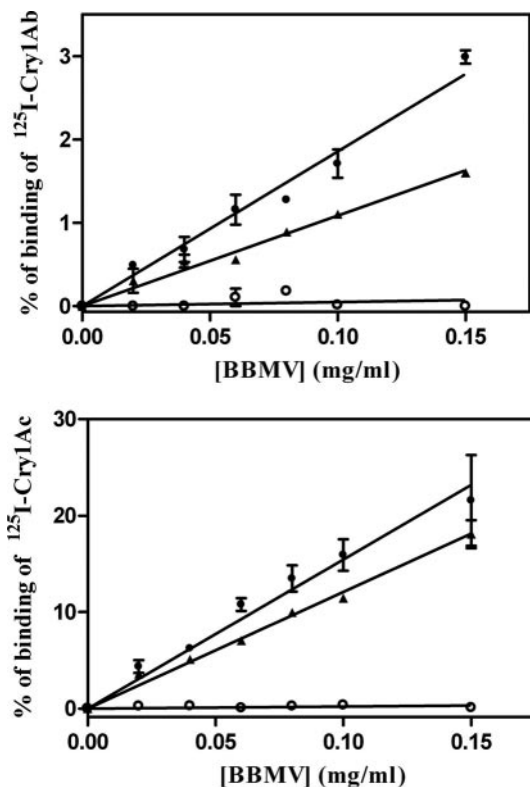 % of binding of ¹²⁵I-Cry1Ab
3
2
1
0
0.00 0.05 0.10 0.15
[BBMV] (mg/ml)
% of binding of ¹²⁵I-Cry1Ac
30
20
10
0
0.00 0.05 0.10 0.15
[BBMV] (mg/ml)